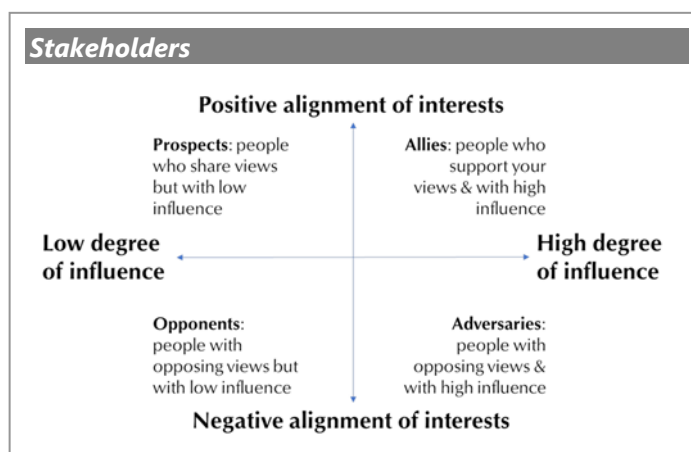 Stakeholders
Positive alignment of interests
Prospects: people
who share views
but with low
influence
Allies: people who
support your
views & with high
influence
Low degree
of influence
High degree
of influence
Opponents:
people with
opposing views but
with low influence
Adversaries:
people with
opposing views &
with high influence
Negative alignment of interests